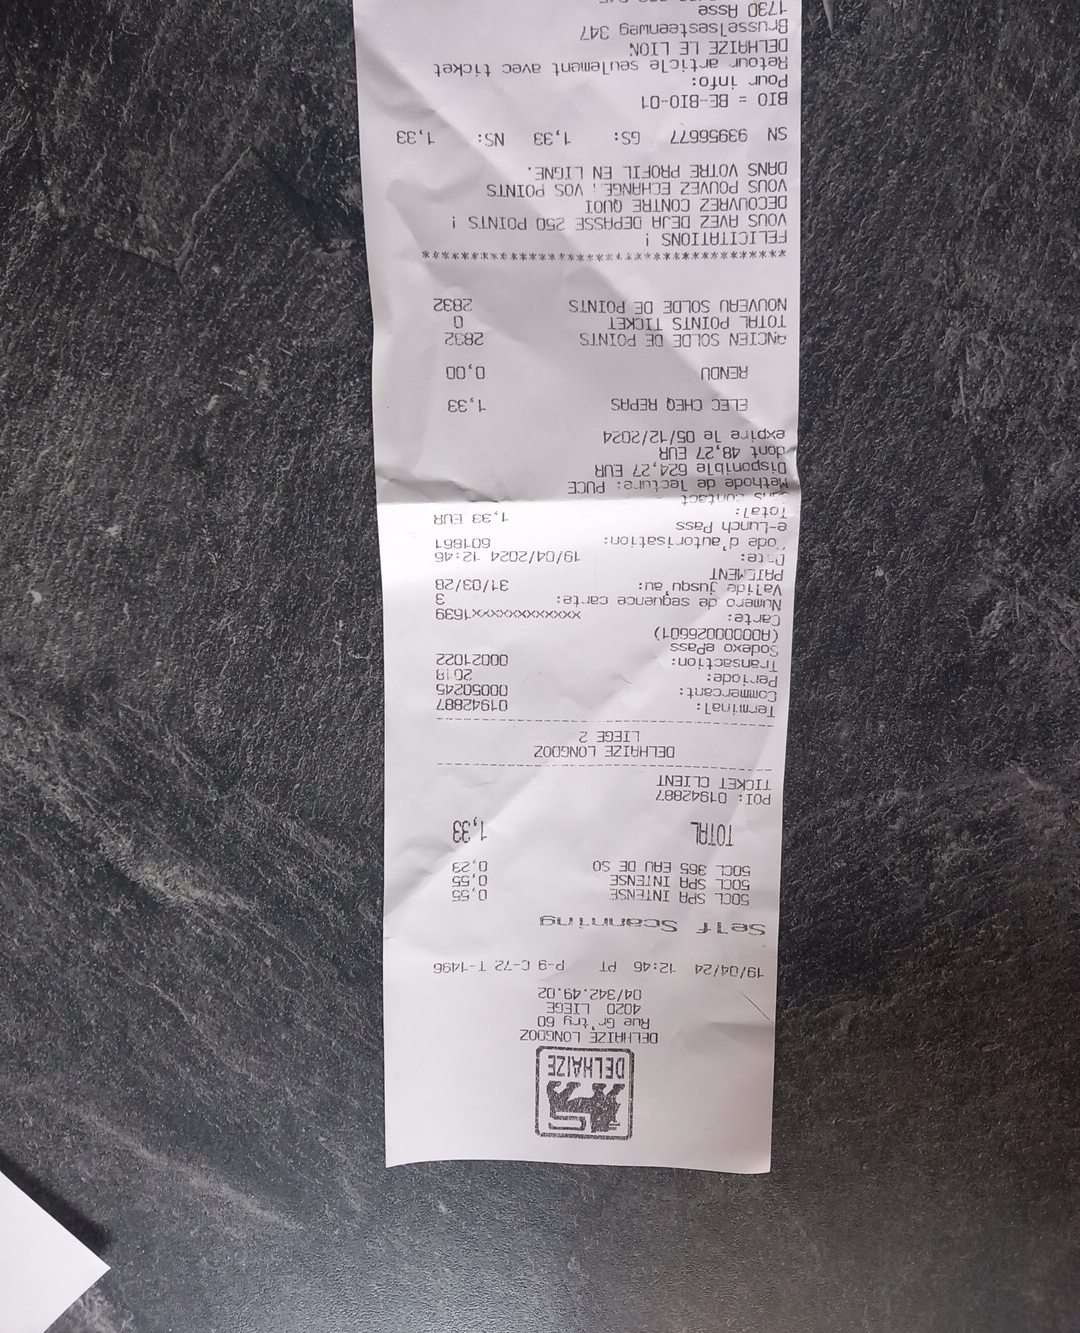 DELHAIZE
DELHAIZE LONGDOZ
Rue Gr'try 60
4020 LIEGE
04/342.49.02
19/04/24 12:46 PT P-9 C-72 T-1496
Self Scanning
50CL SPA INTENSE 0,55
50CL SPA INTENSE 0,55
50CL 365 EAU DE SO 0,23
TOTAL 1,33
POI: 01942887
TICKET CLIENT
DELHAIZE LONGDOZ
LIEGE 2
Terminal: 01942887
Commercant: 00050245
Periode: 2018
Transaction: 00021022
Sodexo ePass
(A0000026601)
Carte: xxxxxxxxxxxxx1639
Numero de sequence carte: 3
Valide jusqu'au: 31/03/28
PAIEMENT
Date: 19/04/2024 12:46
Code d'autorisation: 601861
e-Lunch Pass
Total: 1,33 EUR
Sans contact
Methode de lecture: PUCE
Disponible 624,27 EUR
dont 48,27 EUR
expire le 05/12/2024
ELEC CHEQ REPAS 1,33
RENDU 0,00
ANCIEN SOLDE DE POINTS 2832
TOTAL POINTS TICKET 0
NOUVEAU SOLDE DE POINTS 2832
****************************************
FELICITATIONS !
VOUS AVEZ DEJA DEPASSE 250 POINTS !
DECOUVREZ CONTRE QUOI
VOUS POUVEZ ECHANGE! VOS POINTS
DANS VOTRE PROFIL EN LIGNE.
SN 93956677 GS: 1,33 NS: 1,33
BIO = BE-BIO-01
Pour info:
Retour article seulement avec ticket
DELHAIZE LE LION
Brusselsesteenweg 347
1730 Asse